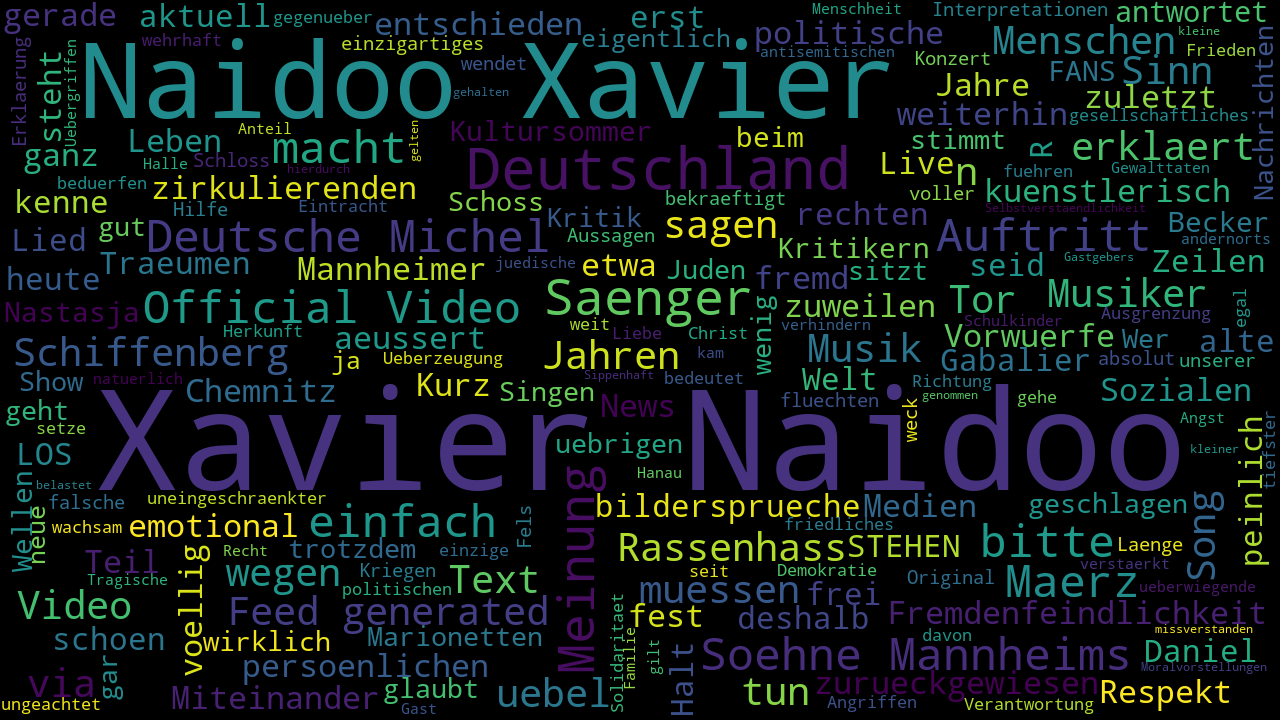 gerade
aktuell
gegenueber
entschieden
erst
Menschheit
Interpretationen
antwortet
wehrhaft
einzigartiges
eigentlich
politische
Menschen
kleine
Erklaerung
steht
Uebergriffen
Naidoo Xavier
wendet
antisemitischen
Konzert
Frieden
FANS
Sinn
Nachrichten
gehalten
Jahre
zuletzt
Leben
Anteil
macht
gelten
Kultursommer
beim
weiterhin
gesellschaftliches
ganz
Halle
Schloss
hierdurch
Deutschland
Live
n
stimmt
R
erklaert
beduerfen
zirkulierenden
fuehren
Gewalttaten
kenne
Hilfe
Eintracht
Schoss
bekraeftigt
voller
kuenstlerisch
gut
Kritik
sagen
rechten
Selbstverstaendlichkeit
Becker
Lied
Deutsche Michel
Aussagen
Kritikern
Auftritt
andernorts
heute
Traeumen
Mannheimer
juedische
etwa
Juden
fremd
sitzt
seid
Gastgebers
Zeilen
Nastasja
Official Video
Saenger
wenig
zuweilen
Tor
Musiker
egal
Herkunft
weit
Liebe
Christ
verhindern
Schulkinder
Ausgrenzung
Schiffenberg
aeussert
Jahren
Musik
Vorwuerfe
Wer
alte
ja
Ueberzeugung
kam
Gabalier
absolut
unserer
Show
natuerlich
Chemnitz
Kurz
Singen
Sippenhaft
bedeutet
Welt
Richtung
Sozialen
geht
setze
Xavier Naidoo
News
fluechten
weck
genommen
gehe
Angst
tiefster
LOS
uebrigen
kleiner
peinlich
Wellen
belastet
Hanau
falsche
uneingeschraenkter
Meinung
bildersprueche
Medien
geschlagen
Song
neue
wachsam
emotional
einfach
Fels
friedliches
Teil
voellig
Recht
trotzdem
einzige
Rassenhass
STEHEN
bitte
Laenge
Tragische
wegen
Kriegen
politischen
Text
seit
Demokratie
Original
verstaerkt
Video
Feed generated
muessen
frei
Maerz
ueberwiegende
schoen
wirklich
Marionetten
Solidaritaet
Familie
fest
deshalb
Fremdenfeindlichkeit
missverstanden
gar
persoenlichen
gilt
Halt
Soehne Mannheims
davon
Daniel
Moralvorstellungen
via
Miteinander
glaubt
uebel
tun
zurueckgewiesen
Respekt
ungeachtet
Gast
Angriffen
Verantwortung